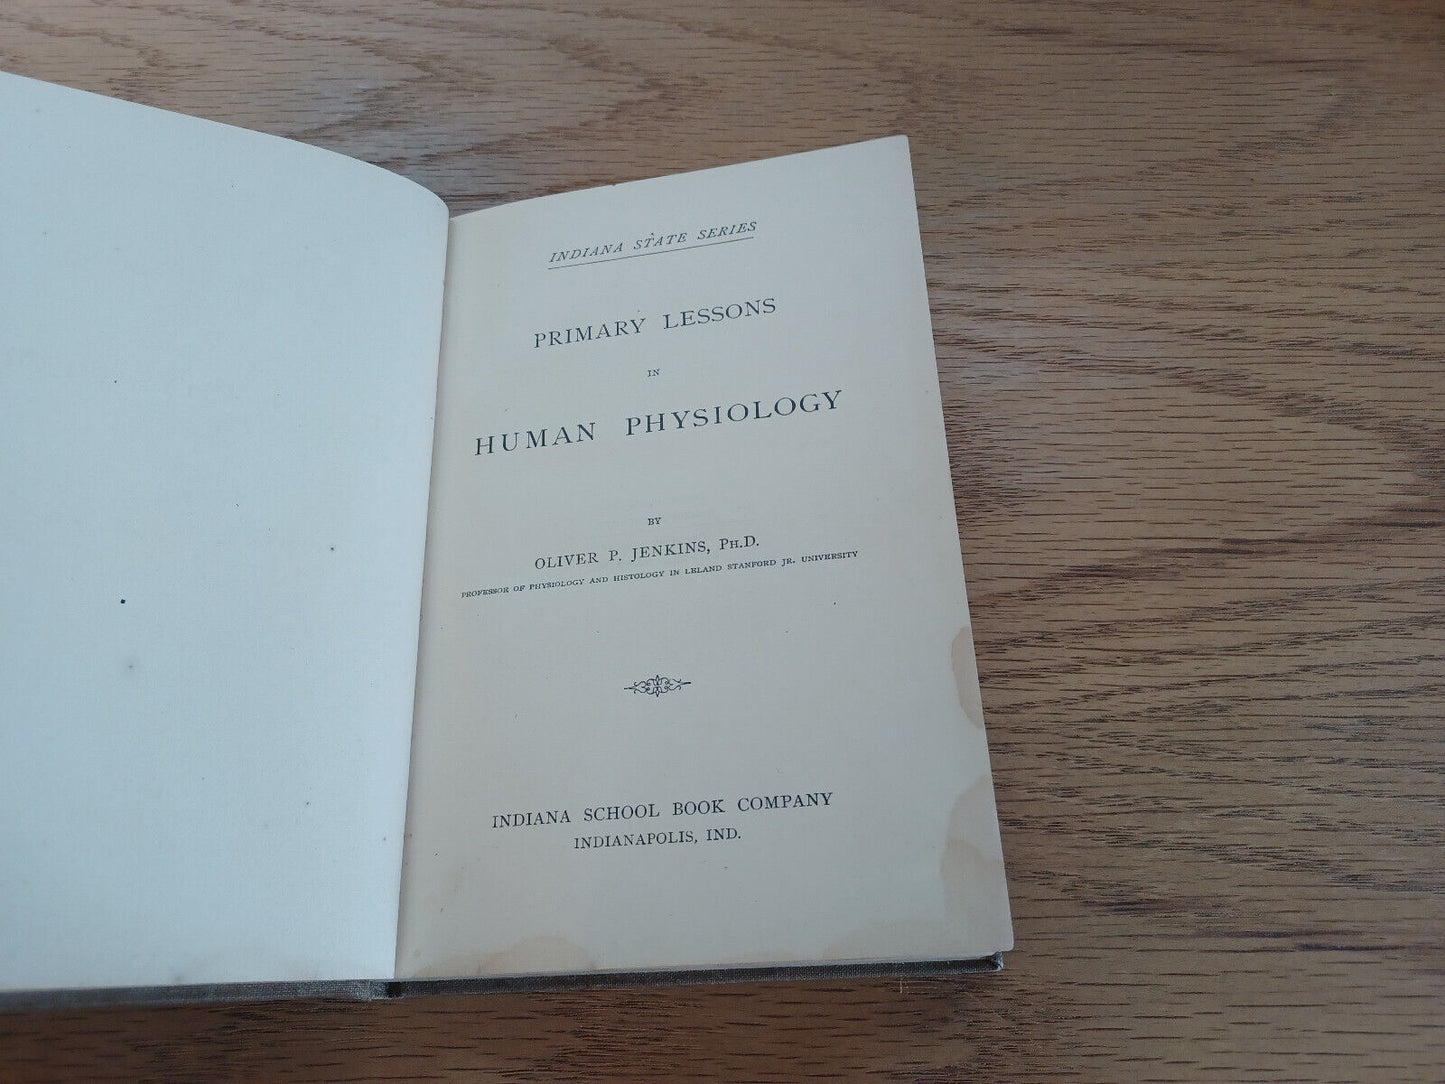 INDIANA STATE SERIES
PRIMARY LESSONS
IN
HUMAN PHYSIOLOGY
BY
OLIVER P. JENKINS, PH.D.
PROFESSOR OF PHYSIOLOGY AND HISTOLOGY IN LELAND STANFORD JR. UNIVERSITY
INDIANA SCHOOL BOOK COMPANY
INDIANAPOLIS, IND.